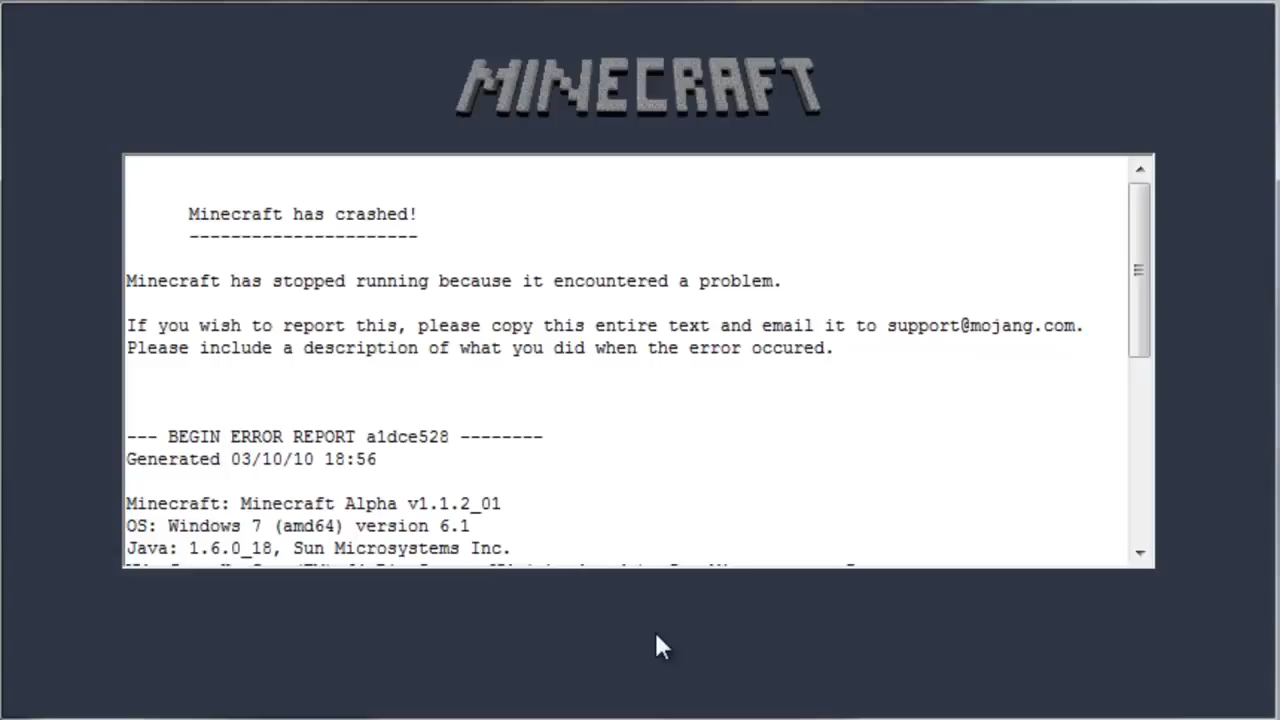 MINECRAFT
Minecraft has crashed!
----------------------
Minecraft has stopped running because it encountered a problem.
If you wish to report this, please copy this entire text and email it to support@mojang.com.
Please include a description of what you did when the error occured.
--- BEGIN ERROR REPORT a1dce528 --------
Generated 03/10/10 18:56
Minecraft: Minecraft Alpha v1.1.2_01
OS: Windows 7 (amd64) version 6.1
Java: 1.6.0_18, Sun Microsystems Inc.